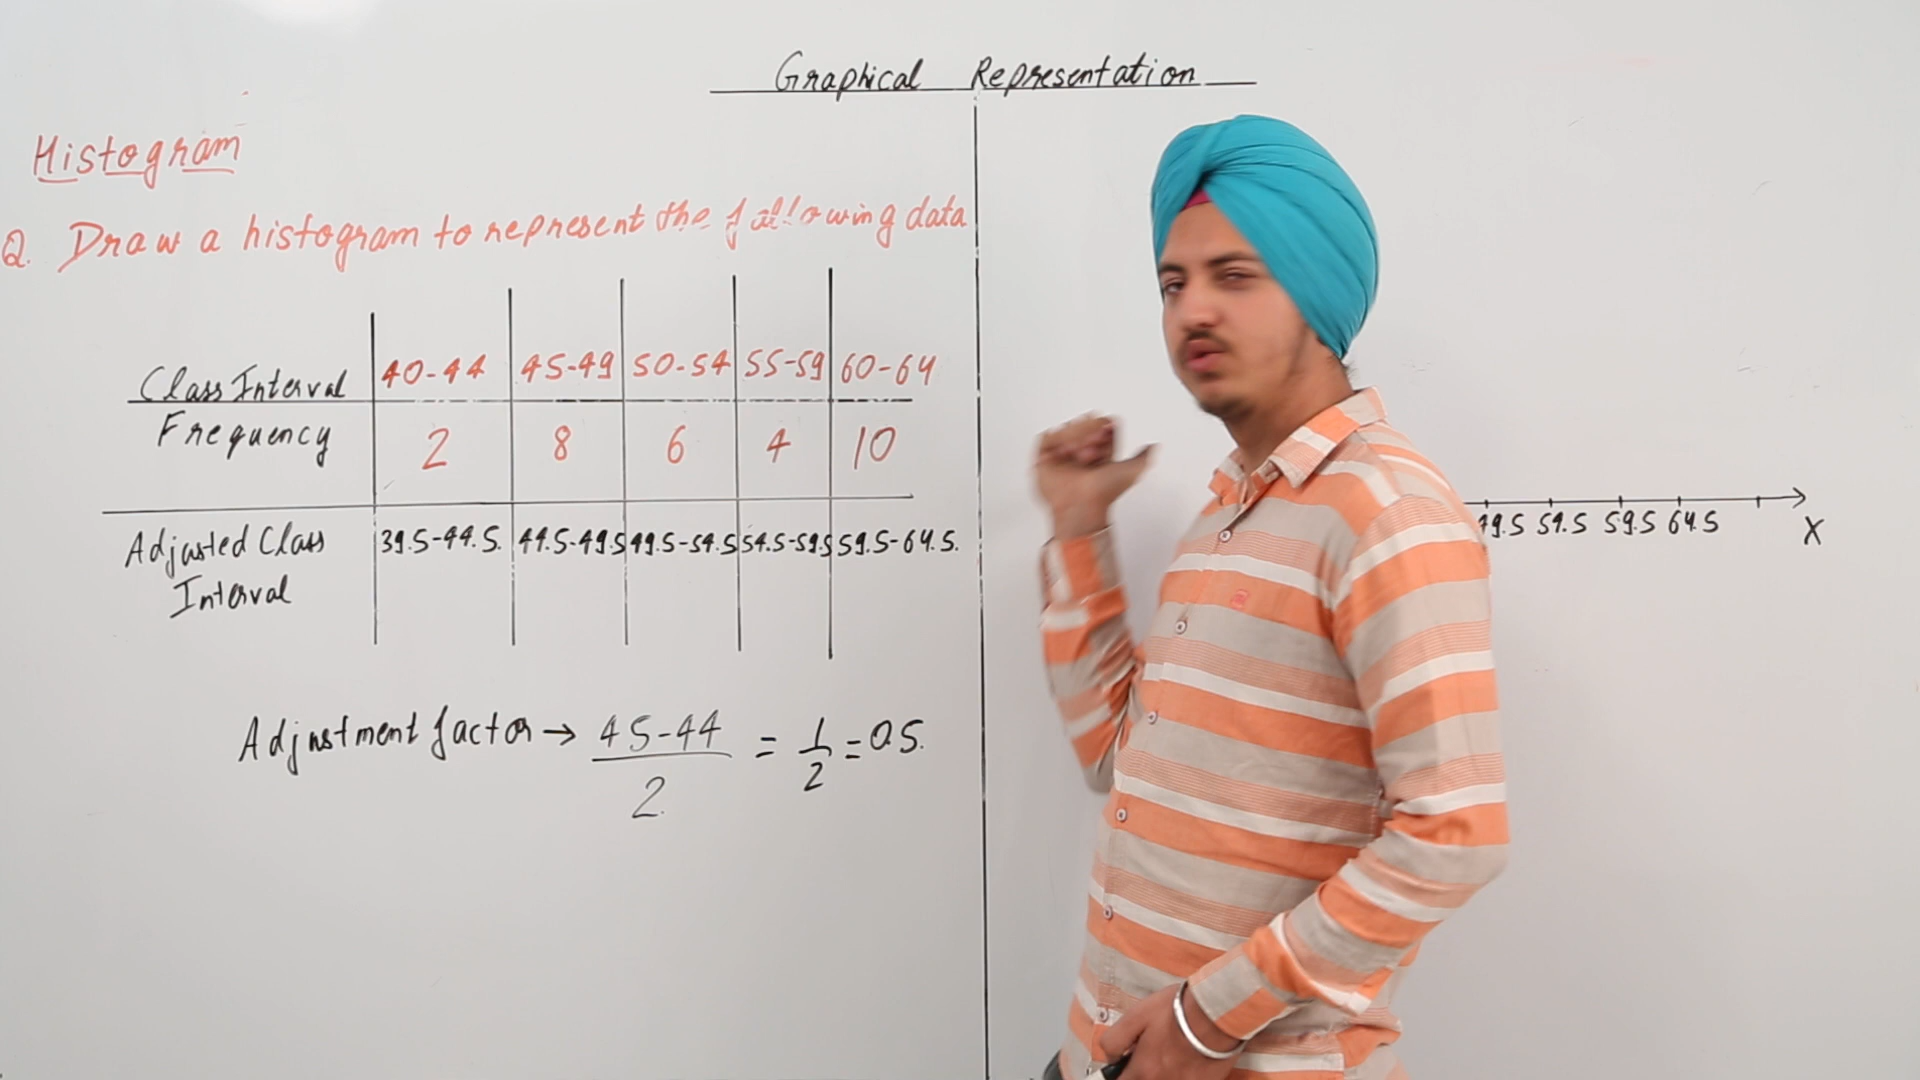 Graphical Representation
Histogram
Q. Draw a histogram to represent the following data
Class Interval 40-44 45-49 50-54 55-59 60-64
Frequency 2 8 6 4 10
Adjusted Class Interval 39.5-44.5. 44.5-49.5 49.5-54.5 54.5-59.5 59.5-64.5.
Adjustment factor → 45-44 / 2. = 1/2 = 0.5.
49.5 54.5 59.5 64.5
X